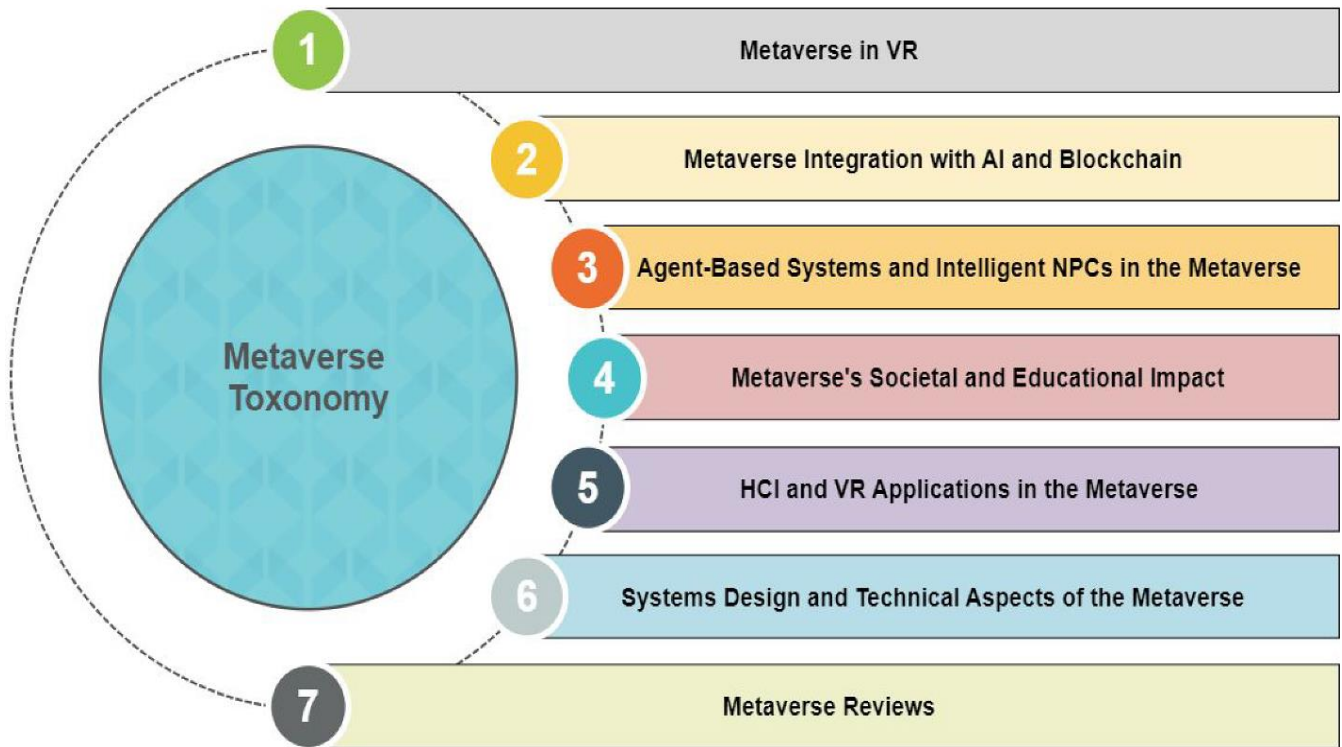 1
Metaverse in VR
2
Metaverse Integration with AI and Blockchain
3
Agent-Based Systems and Intelligent NPCs in the Metaverse
Metaverse
Toxonomy
4
Metaverse's Societal and Educational Impact
5
HCI and VR Applications in the Metaverse
6
Systems Design and Technical Aspects of the Metaverse
7
Metaverse Reviews